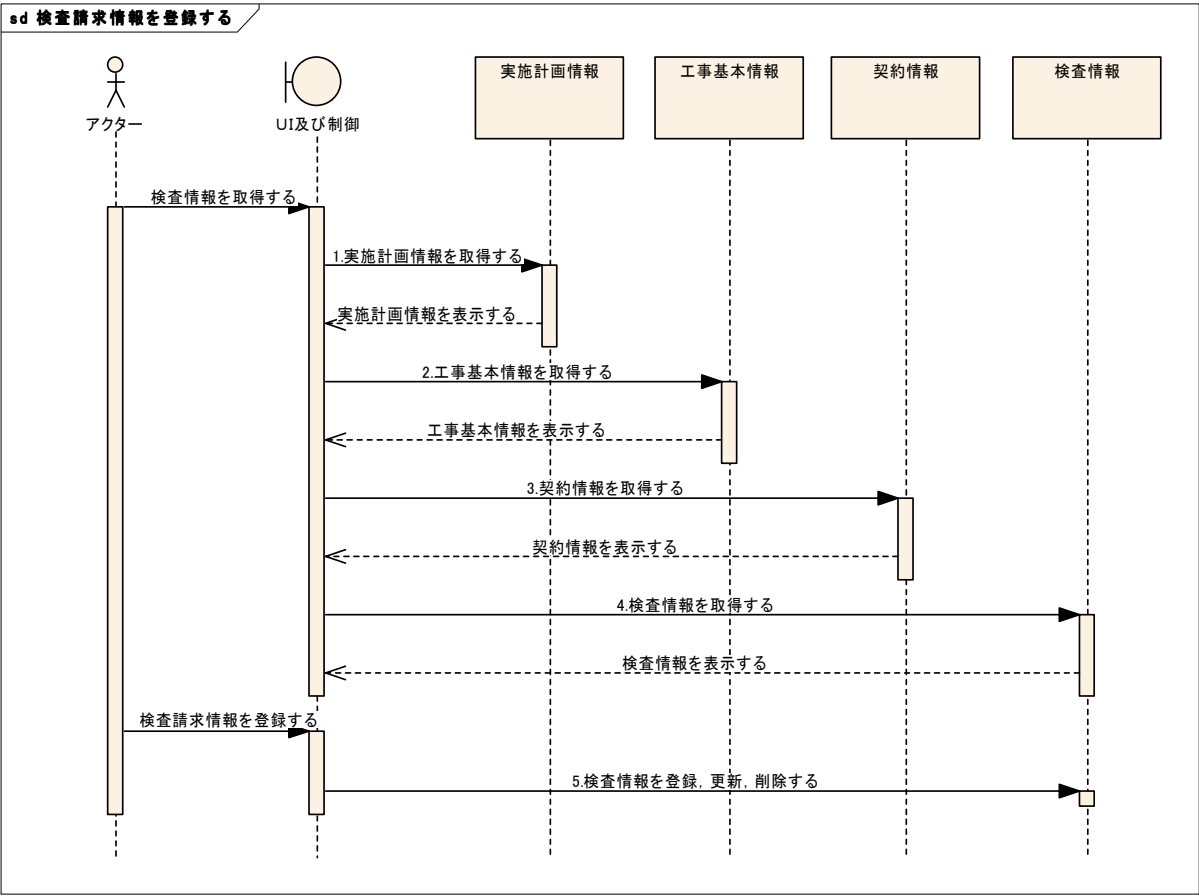 sd 検査請求情報を登録する
アクター
UI及び制御
実施計画情報
工事基本情報
契約情報
検査情報
検査情報を取得する
1.実施計画情報を取得する
実施計画情報を表示する
2.工事基本情報を取得する
工事基本情報を表示する
3.契約情報を取得する
契約情報を表示する
4.検査情報を取得する
検査情報を表示する
検査請求情報を登録する
5.検査情報を登録, 更新, 削除する